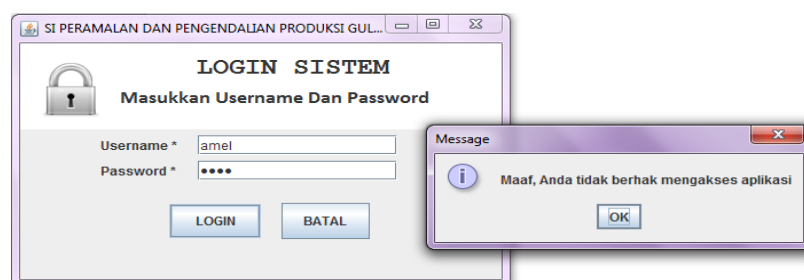 SI PERAMALAN DAN PENGENDALIAN PRODUKSI GUL...
LOGIN SISTEM
Masukkan Username Dan Password
Username *
amel
Password *
••••
LOGIN
BATAL
Message
Maaf, Anda tidak berhak mengakses aplikasi
OK